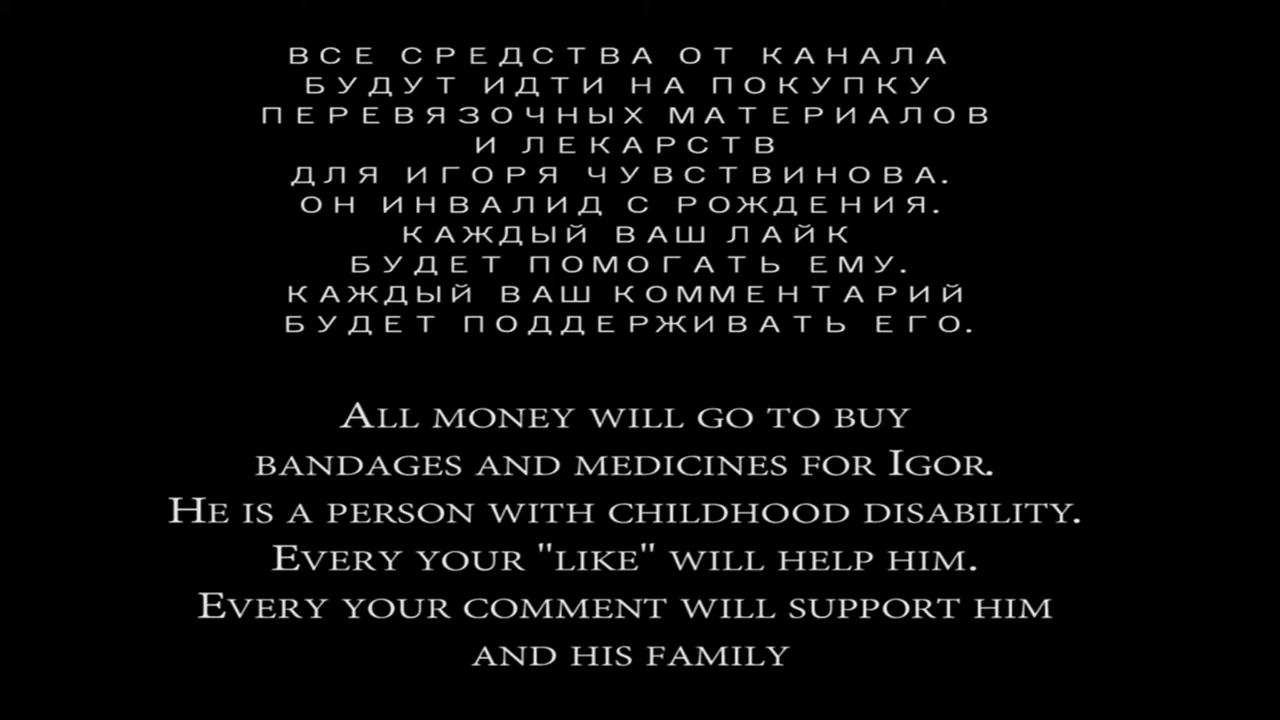 ВСЕ СРЕДСТВА ОТ КАНАЛА
БУДУТ ИДТИ НА ПОКУПКУ
ПЕРЕВЯЗОЧНЫХ МАТЕРИАЛОВ
И ЛЕКАРСТВ
ДЛЯ ИГОРЯ ЧУВСТВИНОВА.
ОН ИНВАЛИД С РОЖДЕНИЯ.
КАЖДЫЙ ВАШ ЛАЙК
БУДЕТ ПОМОГАТЬ ЕМУ.
КАЖДЫЙ ВАШ КОММЕНТАРИЙ
БУДЕТ ПОДДЕРЖИВАТЬ ЕГО.
ALL MONEY WILL GO TO BUY
BANDAGES AND MEDICINES FOR IGOR.
HE IS A PERSON WITH CHILDHOOD DISABILITY.
EVERY YOUR "LIKE" WILL HELP HIM.
EVERY YOUR COMMENT WILL SUPPORT HIM
AND HIS FAMILY